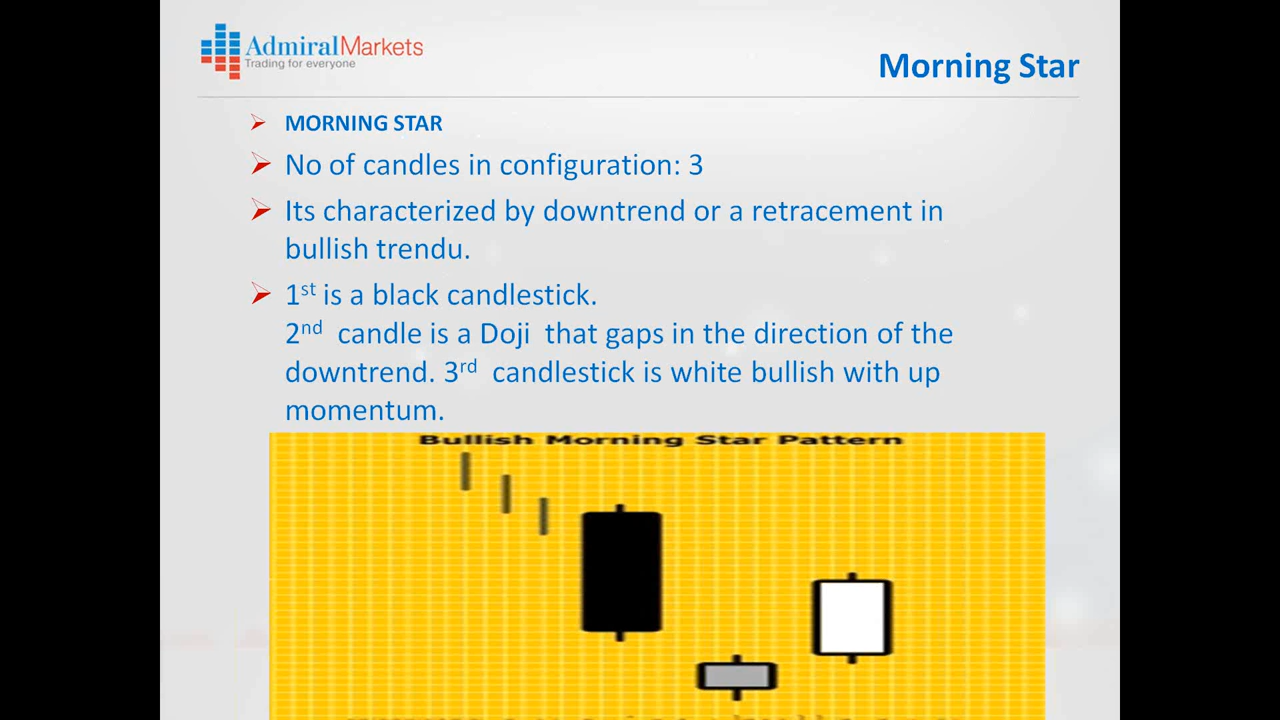 AdmiralMarkets
Trading for everyone
Morning Star
MORNING STAR
No of candles in configuration: 3
Its characterized by downtrend or a retracement in
bullish trendu.
1st is a black candlestick.
2nd candle is a Doji that gaps in the direction of the
downtrend. 3rd candlestick is white bullish with up
momentum.
Bullish Morning Star Pattern